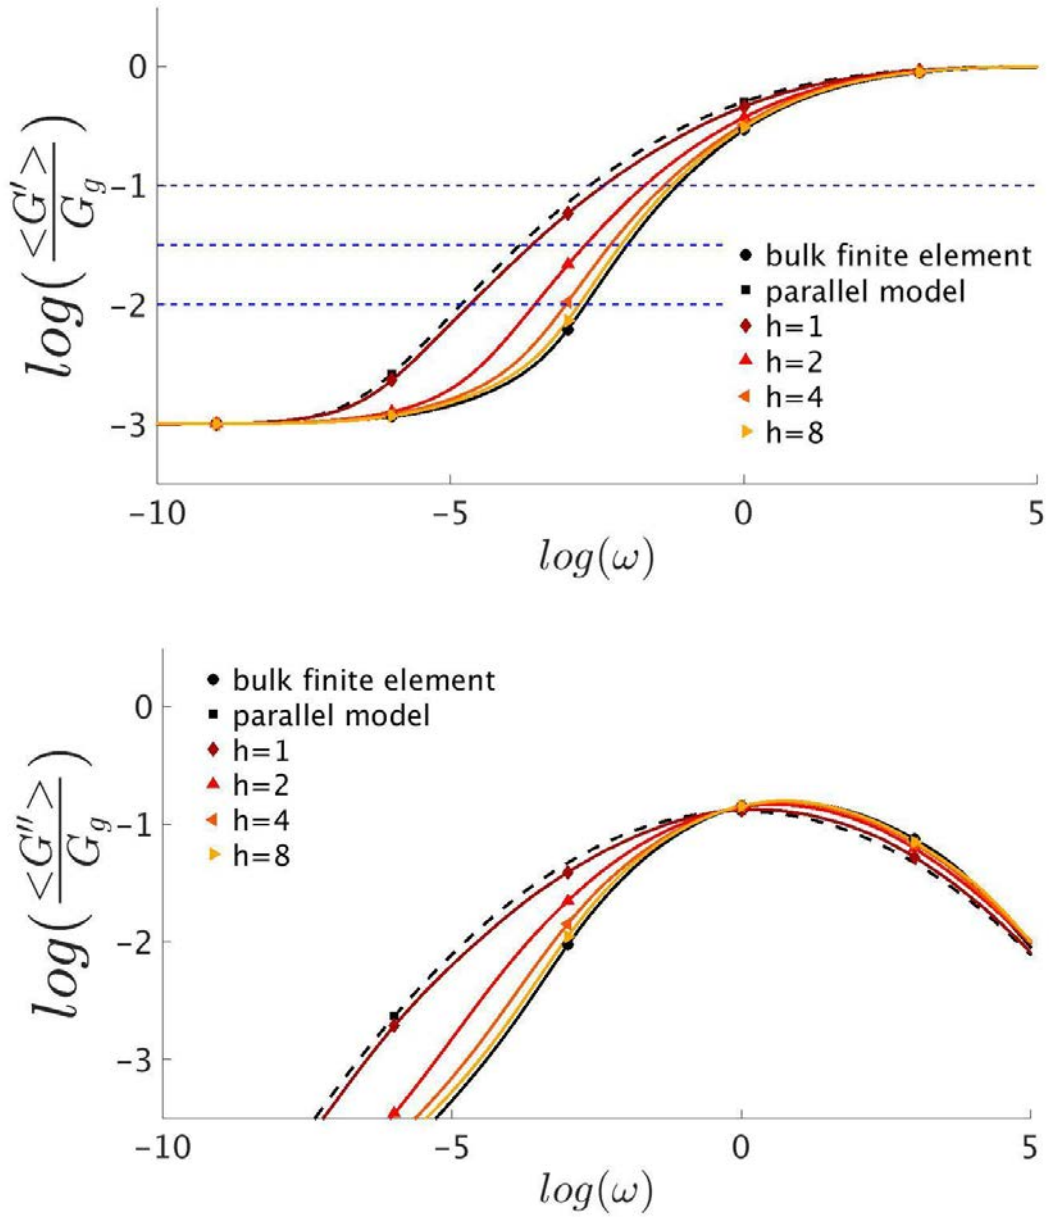 log(<G'>/G_g)
0
−1
−2
−3
−10
−5
0
5
log(ω)
bulk finite element
parallel model
h=1
h=2
h=4
h=8
log(<G''>/G_g)
0
−1
−2
−3
−10
−5
0
5
log(ω)
bulk finite element
parallel model
h=1
h=2
h=4
h=8